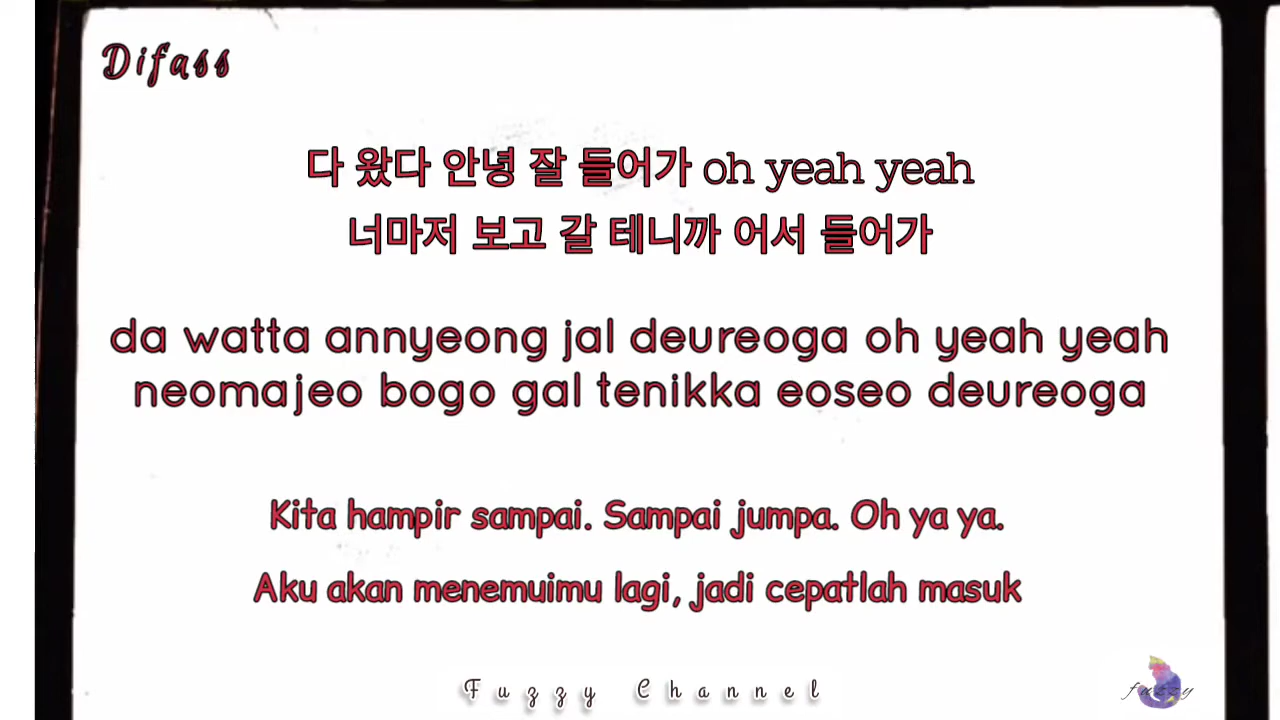 Difass
다 왔다 안녕 잘 들어가 oh yeah yeah
너마저 보고 갈 테니까 어서 들어가
da watta annyeong jal deureoga oh yeah yeah
neomajeo bogo gal tenikka eoseo deureoga
Kita hampir sampai. Sampai jumpa. Oh ya ya.
Aku akan menemuimu lagi, jadi cepatlah masuk
Fuzzy Channel
fuzzy